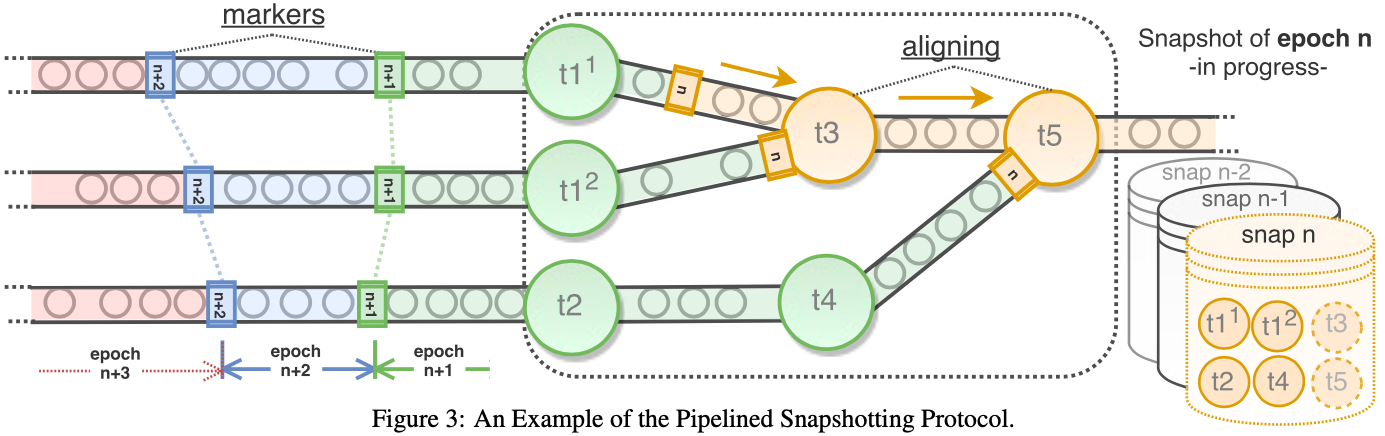 markers
aligning
Snapshot of epoch n
-in progress-
n+2
n+1
t1¹
n
t3
t5
n+2
n+1
t1²
n
n
n+2
n+1
t2
t4
snap n-2
snap n-1
snap n
t1¹
t1²
t3
t2
t4
t5
epoch
n+3
epoch
n+2
epoch
n+1
Figure 3: An Example of the Pipelined Snapshotting Protocol.